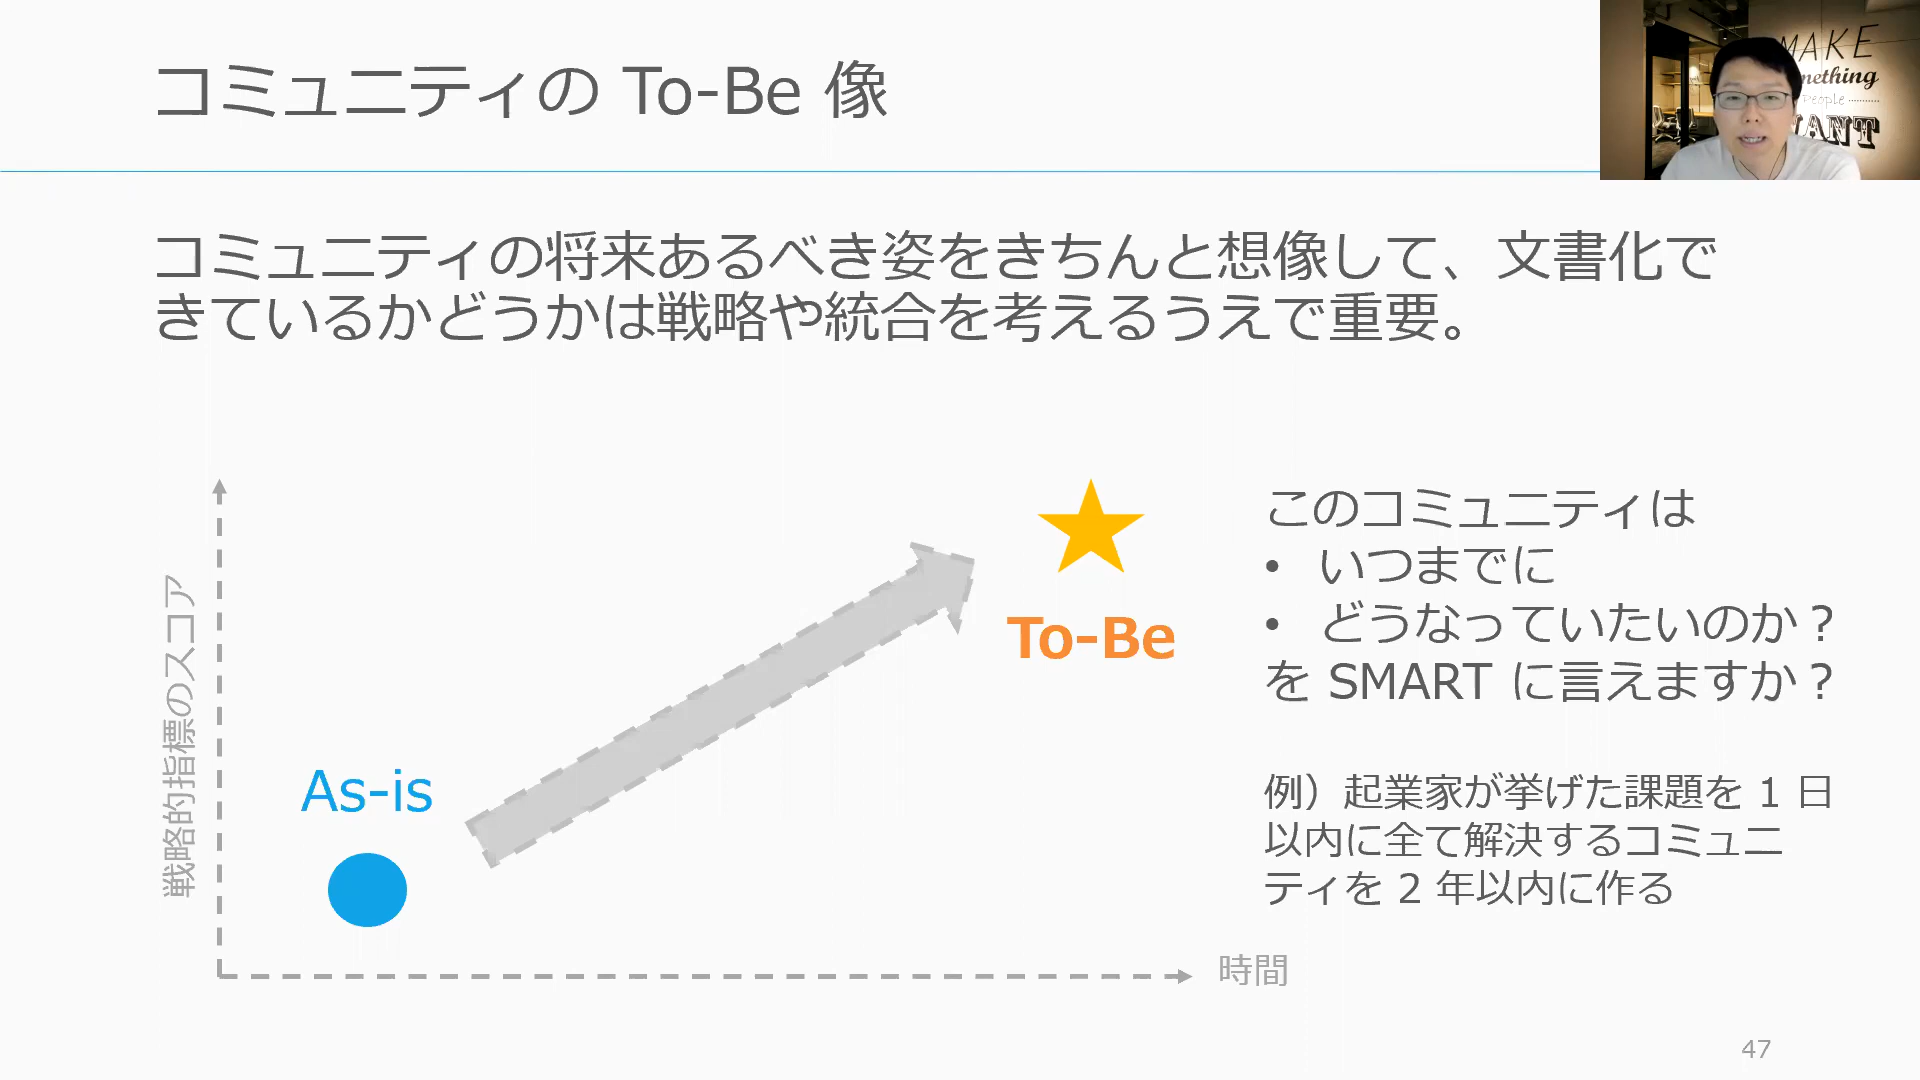 コミュニティの To-Be 像
MAKE
mething
People
ANT
コミュニティの将来あるべき姿をきちんと想像して、文書化で
きているかどうかは戦略や統合を考えるうえで重要。
戦略的指標のスコア
As-is
To-Be
時間
このコミュニティは
• いつまでに
• どうなっていたいのか？
を SMART に言えますか？
例）起業家が挙げた課題を 1 日
以内に全て解決するコミュニ
ティを 2 年以内に作る
47